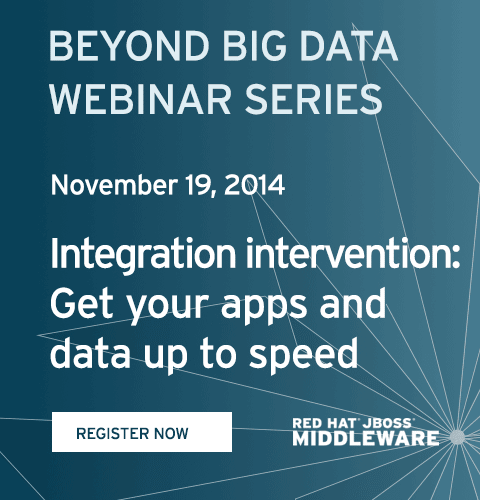 BEYOND BIG DATA
WEBINAR SERIES
November 19, 2014
Integration intervention:
Get your apps and
data up to speed
REGISTER NOW
RED HAT® JBOSS®
MIDDLEWARE